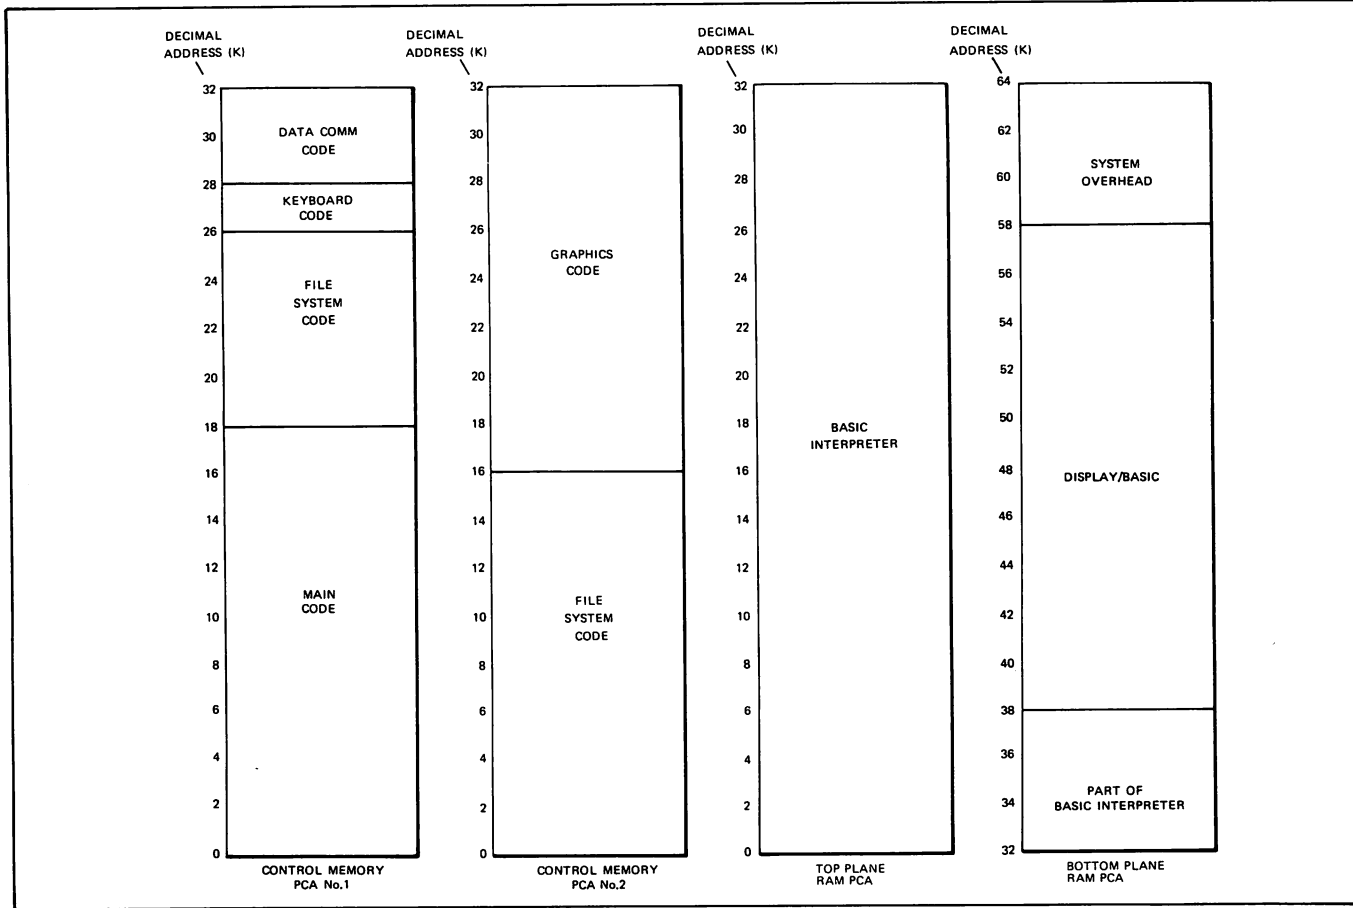 DECIMAL
ADDRESS (K)
32
30
28
26
24
22
20
18
16
14
12
10
8
6
4
2
0
DATA COMM
CODE
KEYBOARD
CODE
FILE
SYSTEM
CODE
MAIN
CODE
CONTROL MEMORY
PCA No.1
DECIMAL
ADDRESS (K)
32
30
28
26
24
22
20
18
16
14
12
10
8
6
4
2
0
GRAPHICS
CODE
FILE
SYSTEM
CODE
CONTROL MEMORY
PCA No.2
DECIMAL
ADDRESS (K)
32
30
28
26
24
22
20
18
16
14
12
10
8
6
4
2
0
BASIC
INTERPRETER
TOP PLANE
RAM PCA
DECIMAL
ADDRESS (K)
64
62
60
58
56
54
52
50
48
46
44
42
40
38
36
34
32
SYSTEM
OVERHEAD
DISPLAY/BASIC
PART OF
BASIC INTERPRETER
BOTTOM PLANE
RAM PCA